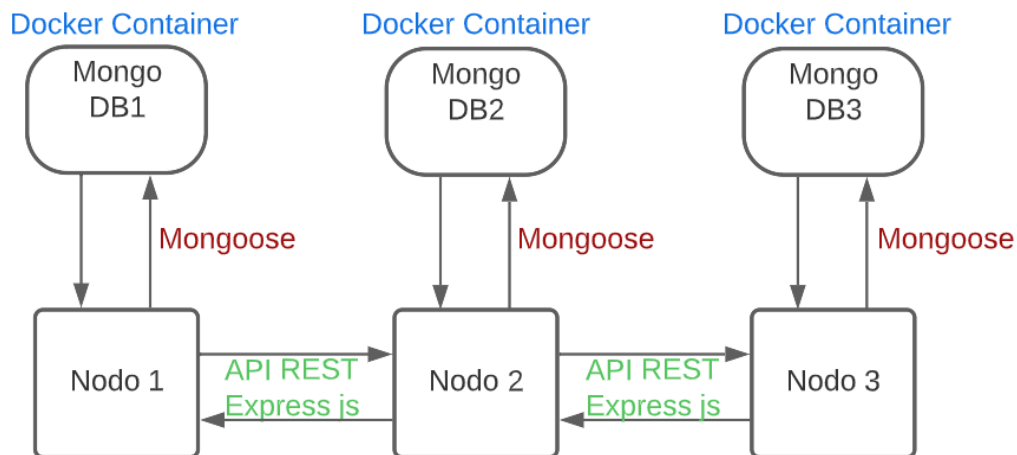 Docker Container
Docker Container
Docker Container
Mongo
DB1
Mongo
DB2
Mongo
DB3
Mongoose
Mongoose
Mongoose
Nodo 1
API REST
Express js
Nodo 2
API REST
Express js
Nodo 3